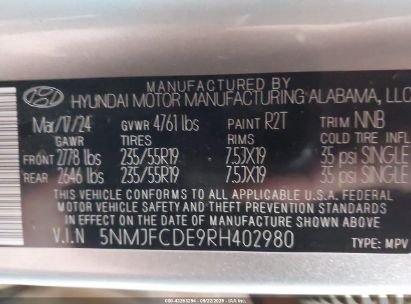 MANUFACTURED BY
HYUNDAI MOTOR MANUFACTURING ALABAMA, LLC
Mar/17/24 GVWR 4761 lbs PAINT R2T TRIM NNB
GAWR TIRES RIMS COLD TIRE INFL
FRONT 2778 lbs 235/55R19 7.5JX19 35 psi SINGLE
REAR 2646 lbs 235/55R19 7.5JX19 35 psi SINGLE
THIS VEHICLE CONFORMS TO ALL APPLICABLE U.S.A. FEDERAL
MOTOR VEHICLE SAFETY AND THEFT PREVENTION STANDARDS
IN EFFECT ON THE DATE OF MANUFACTURE SHOWN ABOVE.
V.I.N 5NMJFCDE9RH402980 TYPE: MPV